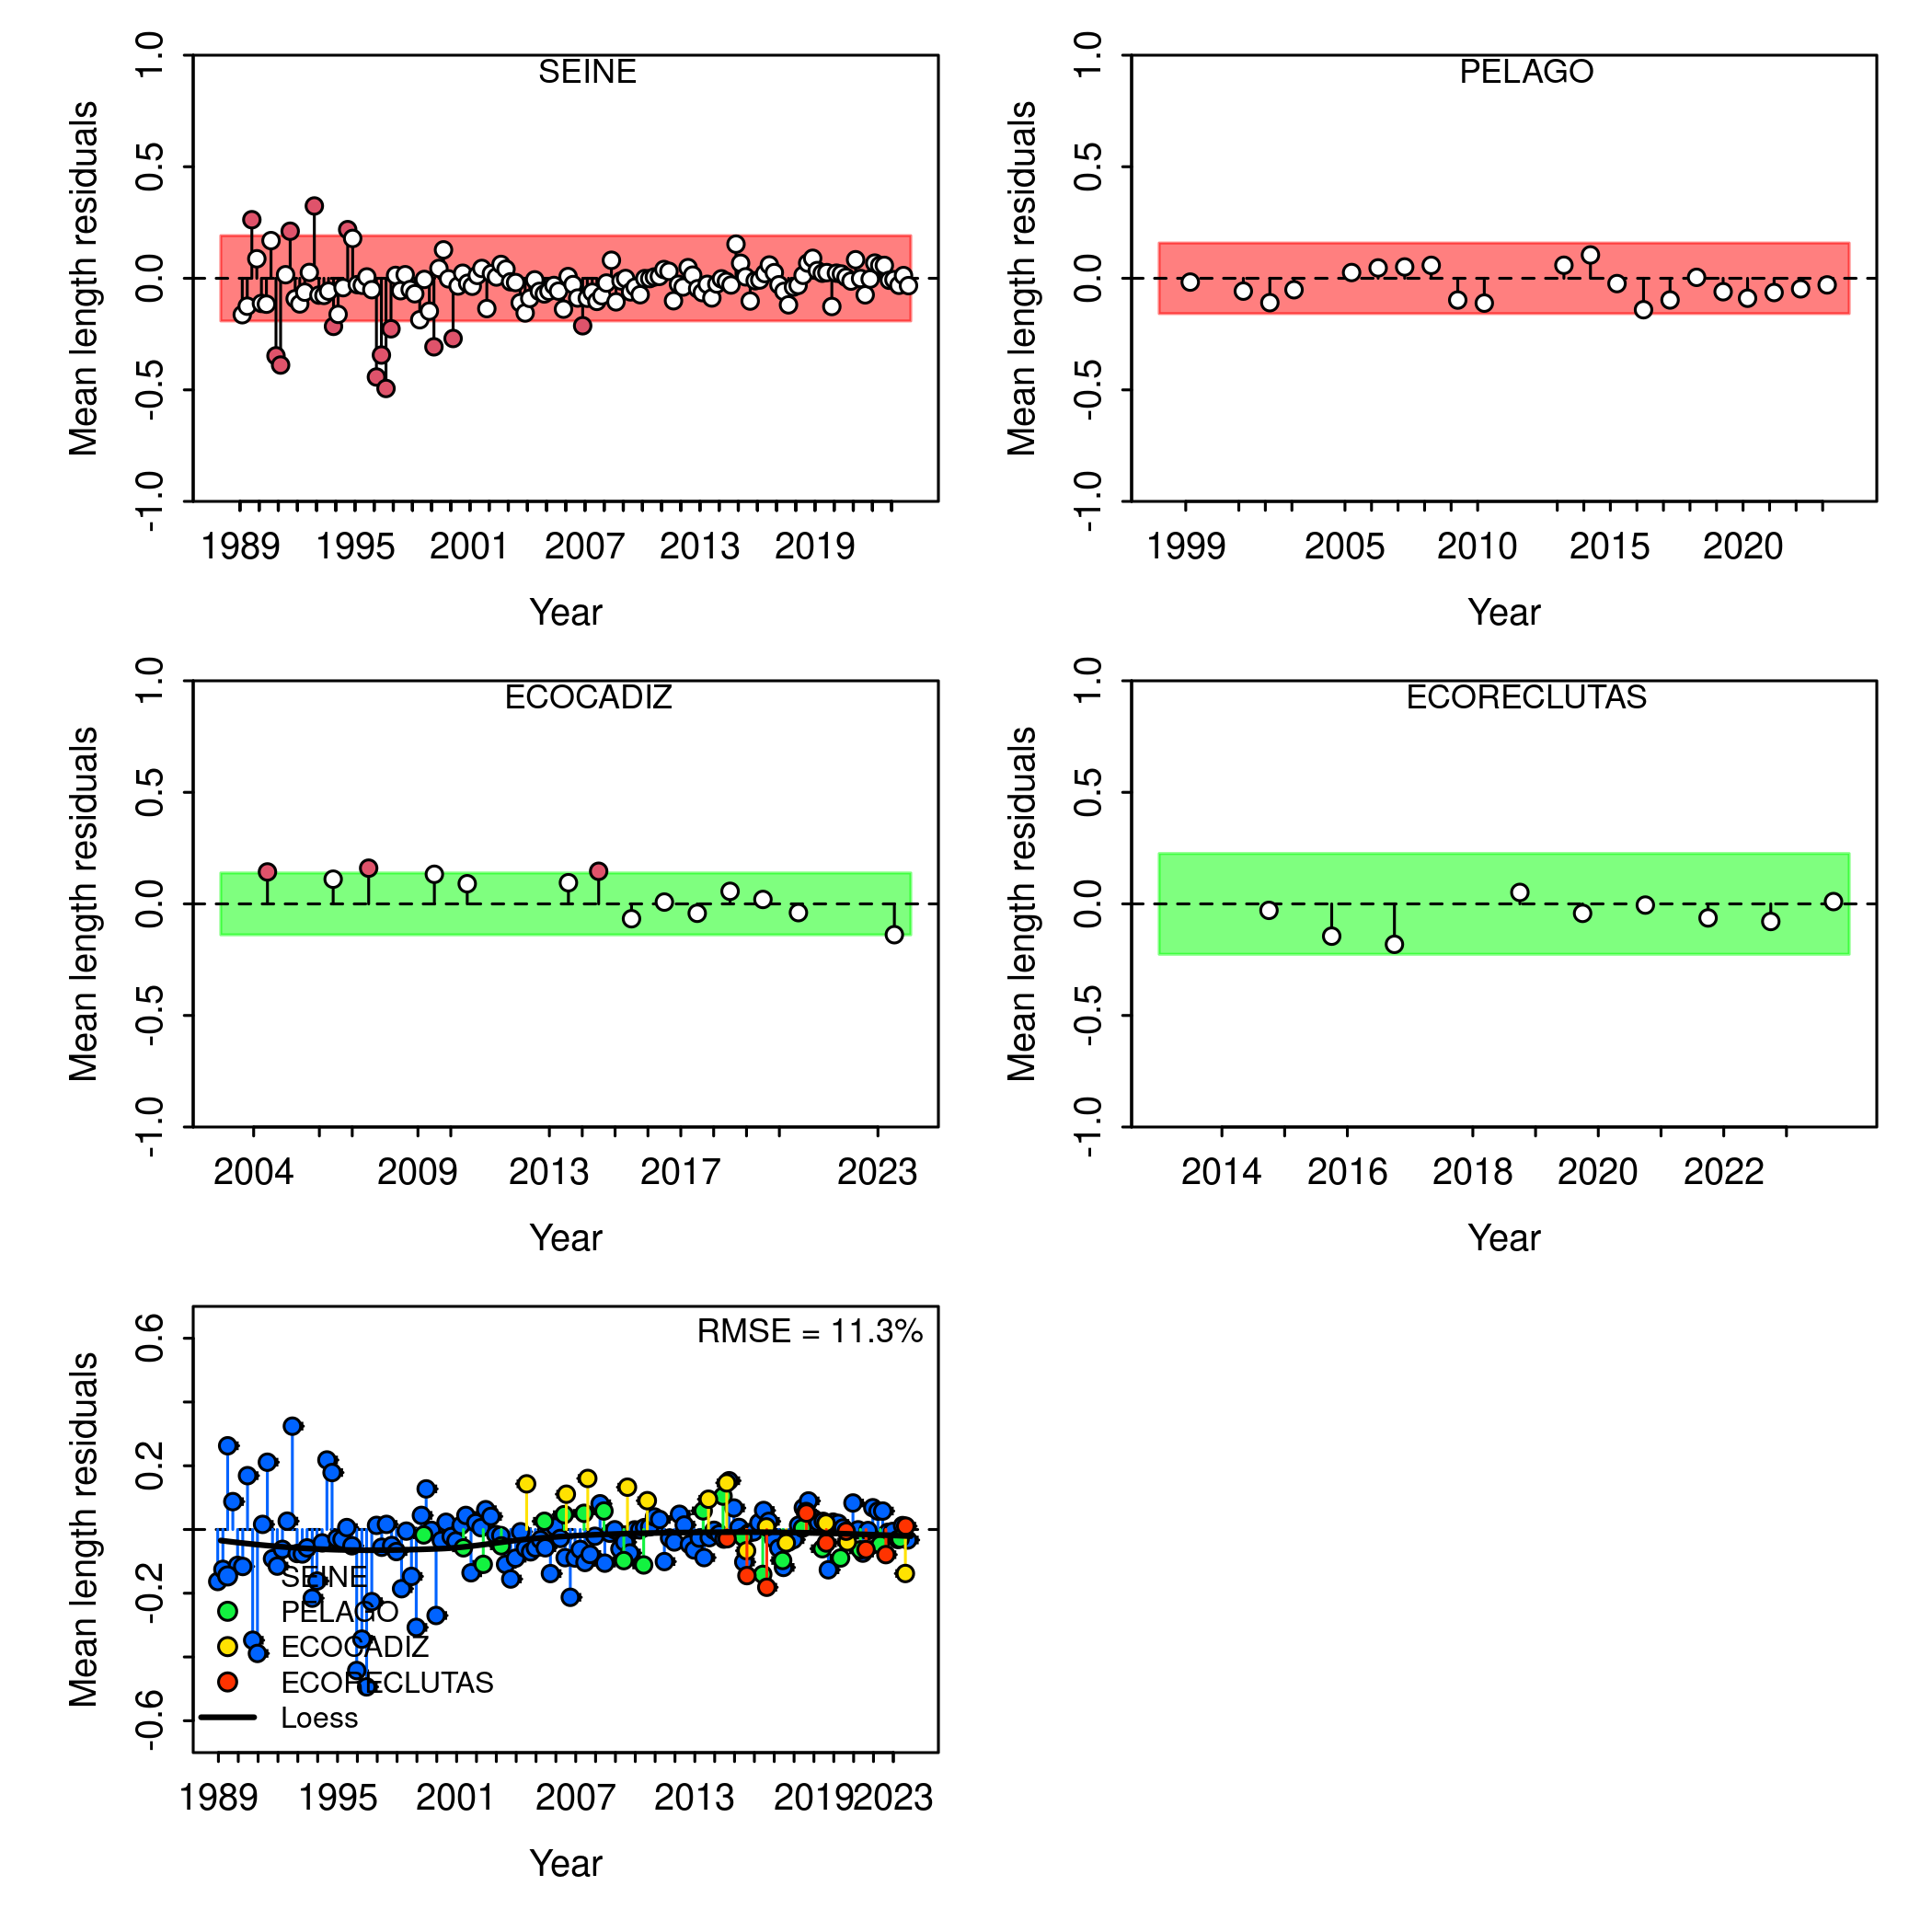 SEINE
Mean length residuals
1.0
0.5
0.0
-0.5
-1.0
1989 1995 2001 2007 2013 2019
Year
PELAGO
Mean length residuals
1.0
0.5
0.0
-0.5
-1.0
1999 2005 2010 2015 2020
Year
ECOCADIZ
Mean length residuals
1.0
0.5
0.0
-0.5
-1.0
2004 2009 2013 2017 2023
Year
ECORECLUTAS
Mean length residuals
1.0
0.5
0.0
-0.5
-1.0
2014 2016 2018 2020 2022
Year
RMSE = 11.3%
Mean length residuals
0.6
0.2
-0.2
-0.6
SEINE
PELAGO
ECOCADIZ
ECORECLUTAS
Loess
1989 1995 2001 2007 2013 2019 2023
Year